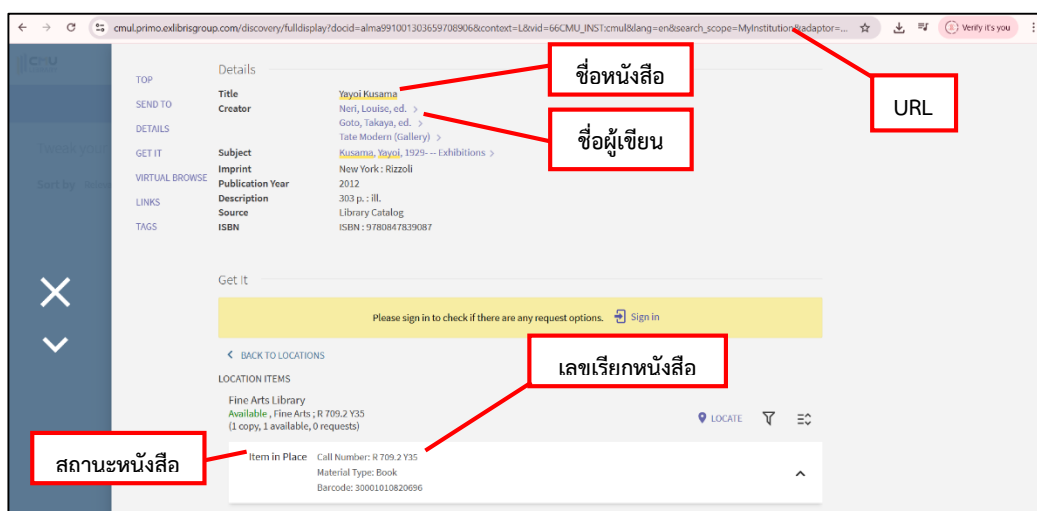 cmul.primo.exlibrisgroup.com/discovery/fulldisplay?docid=alma991001303659708906&context=L&vid=66CMU_INST:cmul&lang=en&search_scope=MyInstitution&adaptor=...
Verify it's you
CMU
Details
ชื่อหนังสือ
URL
TOP
Title Yayoi Kusama
SEND TO
Creator Neri, Louise, ed.
Goto, Takaya, ed.
ชื่อผู้เขียน
DETAILS
Tate Modern (Gallery)
GET IT
Subject Kusama, Yayoi, 1929- -- Exhibitions
Imprint New York : Rizzoli
VIRTUAL BROWSE
Publication Year 2012
Sort by
LINKS
Description 303 p. : ill.
Source Library Catalog
TAGS
ISBN ISBN : 9780847839087
Get It
Please sign in to check if there are any request options. Sign in
BACK TO LOCATIONS
เลขเรียกหนังสือ
LOCATION ITEMS
Fine Arts Library
Available , Fine Arts ; R 709.2 Y35
(1 copy, 1 available, 0 requests)
LOCATE
สถานะหนังสือ
Item in Place Call Number: R 709.2 Y35
Material Type: Book
Barcode: 30001010820696